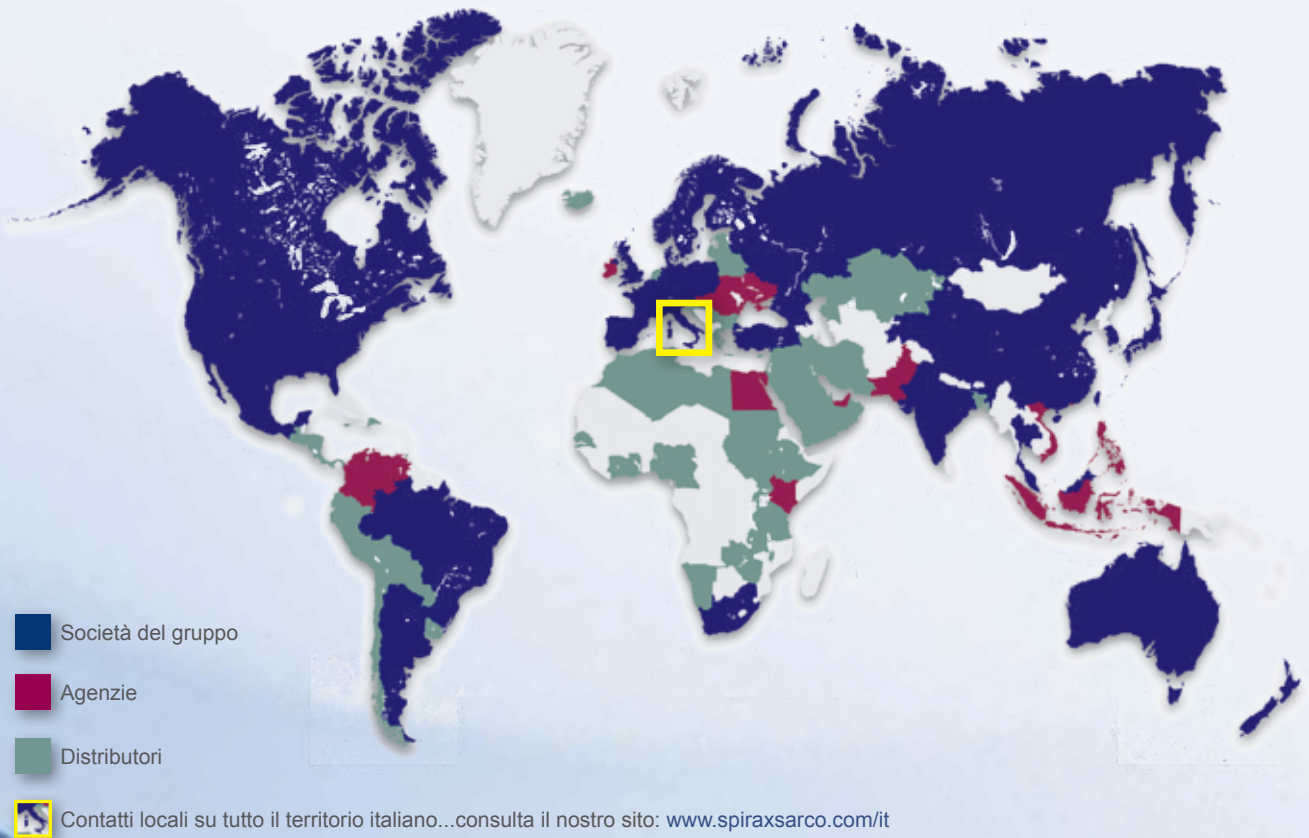 Società del gruppo
Agenzie
Distributori
Contatti locali su tutto il territorio italiano...consulta il nostro sito: www.spiraxsarco.com/it